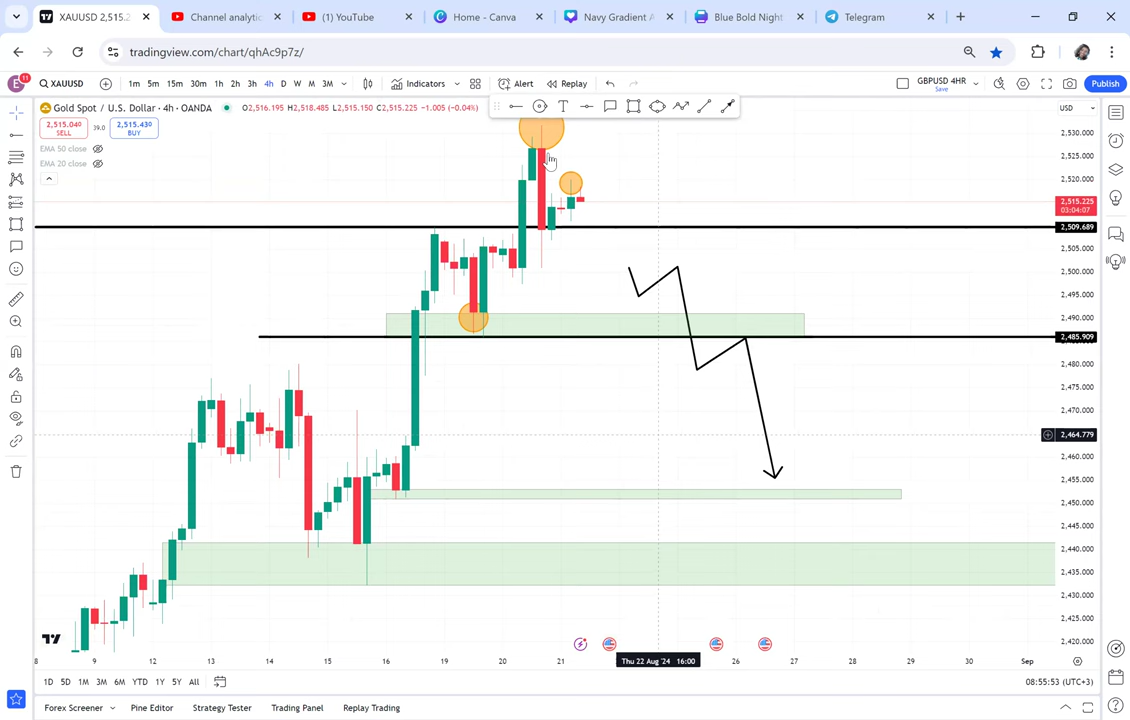 XAUUSD 2,515.2
Channel analytic
(1) YouTube
Home - Canva
Navy Gradient A
Blue Bold Night
Telegram
tradingview.com/chart/qhAc9p7z/
E 11 XAUUSD 1m 5m 15m 30m 1h 2h 3h 4h D W M 3M Indicators Alert Replay GBPUSD 4HR Save Publish
Gold Spot / U.S. Dollar · 4h · OANDA O2,516.195 H2,518.485 L2,515.150 C2,515.225 −1.005 (−0.04%) USD
2,515.040 SELL 39.0 2,515.430 BUY
EMA 50 close
EMA 20 close
2,530.000
2,525.000
2,520.000
2,515.225
03:04:07
2,509.689
2,505.000
2,500.000
2,495.000
2,490.000
2,485.909
2,480.000
2,475.000
2,470.000
2,464.779
2,460.000
2,455.000
2,450.000
2,445.000
2,440.000
2,435.000
2,430.000
2,425.000
2,420.000
8 9 12 13 14 15 16 19 20 21 Thu 22 Aug '24 16:00 26 27 28 29 30 Sep
1D 5D 1M 3M 6M YTD 1Y 5Y All 08:55:53 (UTC+3)
Forex Screener Pine Editor Strategy Tester Trading Panel Replay Trading